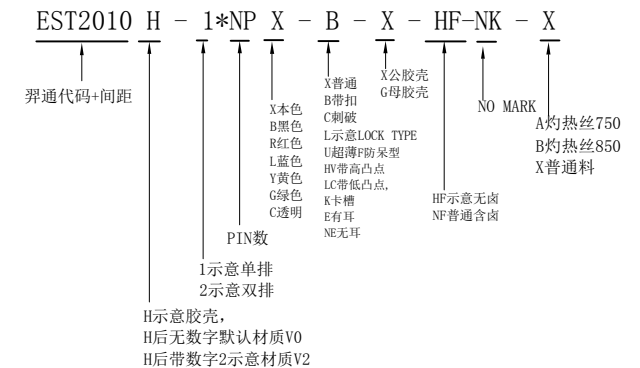 EST2010 H - 1*NP X - B - X - HF-NK - X
羿通代码+间距
X本色
B黑色
R红色
L蓝色
Y黄色
G绿色
C透明
X普通
B带扣
C刺破
L示意LOCK TYPE
U超薄F防呆型
HV带高凸点
LC带低凸点,
K卡槽
E有耳
NE无耳
X公胶壳
G母胶壳
NO MARK
A灼热丝750
B灼热丝850
X普通料
HF示意无卤
NF普通含卤
PIN数
1示意单排
2示意双排
H示意胶壳,
H后无数字默认材质V0
H后带数字2示意材质V2